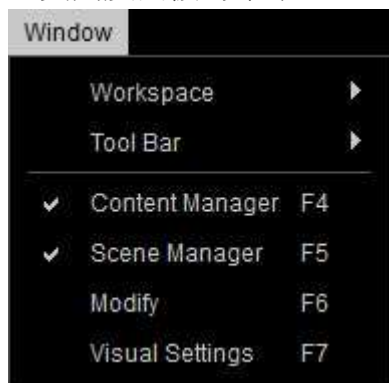 Window
Workspace
Tool Bar
Content Manager F4
Scene Manager F5
Modify F6
Visual Settings F7